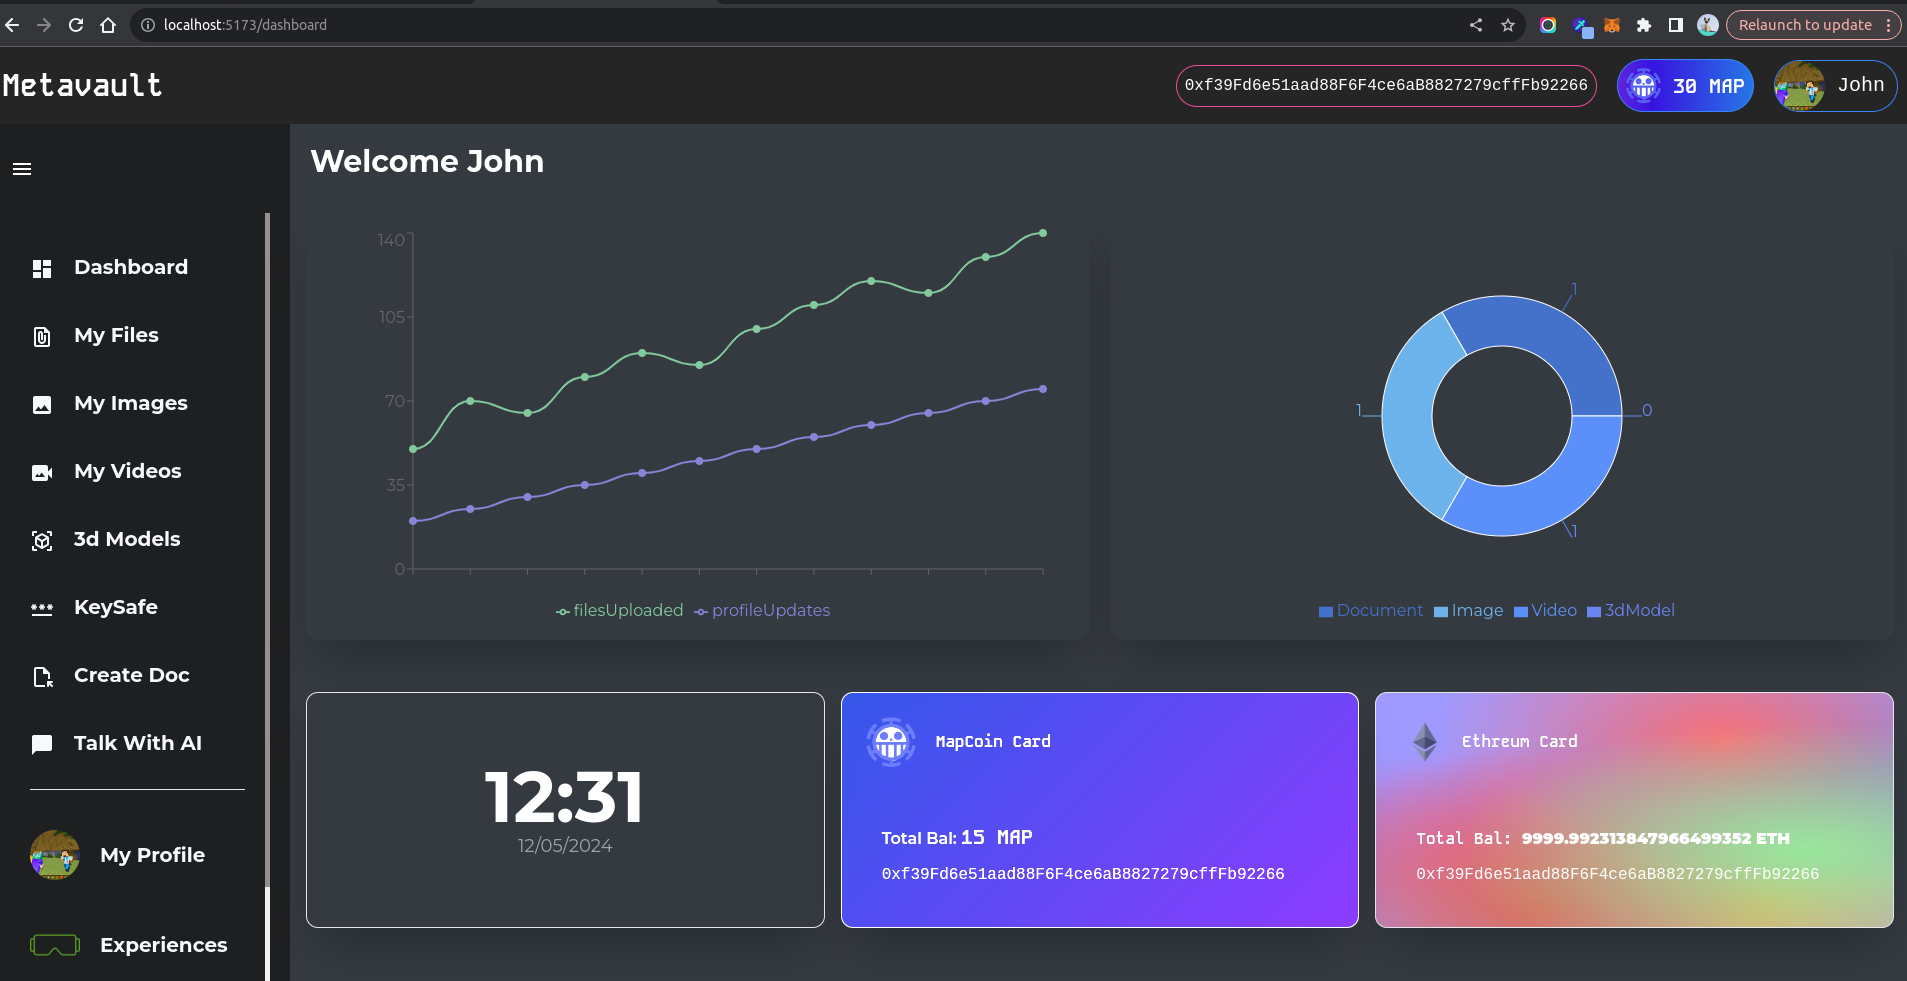 localhost:5173/dashboard
Relaunch to update
Metavault
0xf39Fd6e51aad88F6F4ce6aB8827279cffFb92266
30 MAP
John
Welcome John
Dashboard
My Files
My Images
My Videos
3d Models
KeySafe
Create Doc
Talk With AI
My Profile
Experiences
140
105
70
35
0
filesUploaded profileUpdates
1
1
0
1
Document Image Video 3dModel
12:31
12/05/2024
MapCoin Card
Total Bal: 15 MAP
0xf39Fd6e51aad88F6F4ce6aB8827279cffFb92266
Ethreum Card
Total Bal: 9999.992313847966499352 ETH
0xf39Fd6e51aad88F6F4ce6aB8827279cffFb92266